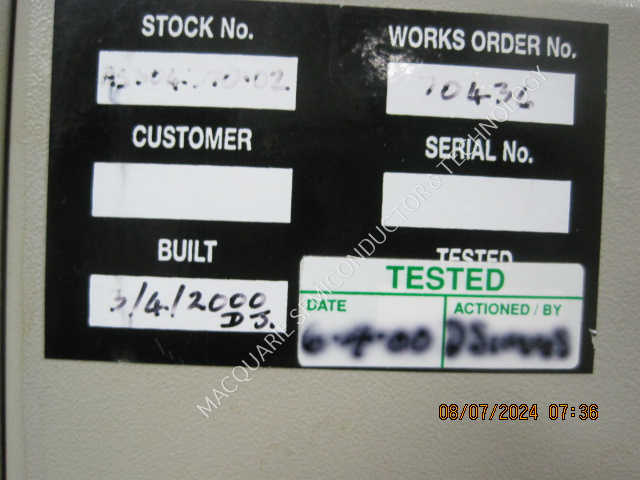 STOCK No.
WORKS ORDER No.
70436
CUSTOMER
SERIAL No.
BUILT
TESTED
3/4/2000
DJ.
TESTED
DATE
ACTIONED / BY
6-4-00
MACQUARIE SEMICONDUCTOR & TECHNOLOGY
08/07/2024 07:36